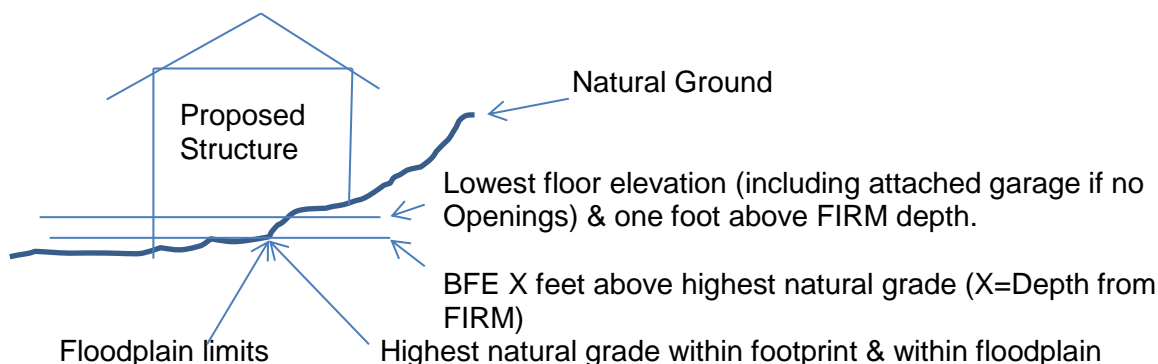 Natural Ground
Proposed
Structure
Lowest floor elevation (including attached garage if no
Openings) & one foot above FIRM depth.
BFE X feet above highest natural grade (X=Depth from
FIRM)
Floodplain limits
Highest natural grade within footprint & within floodplain